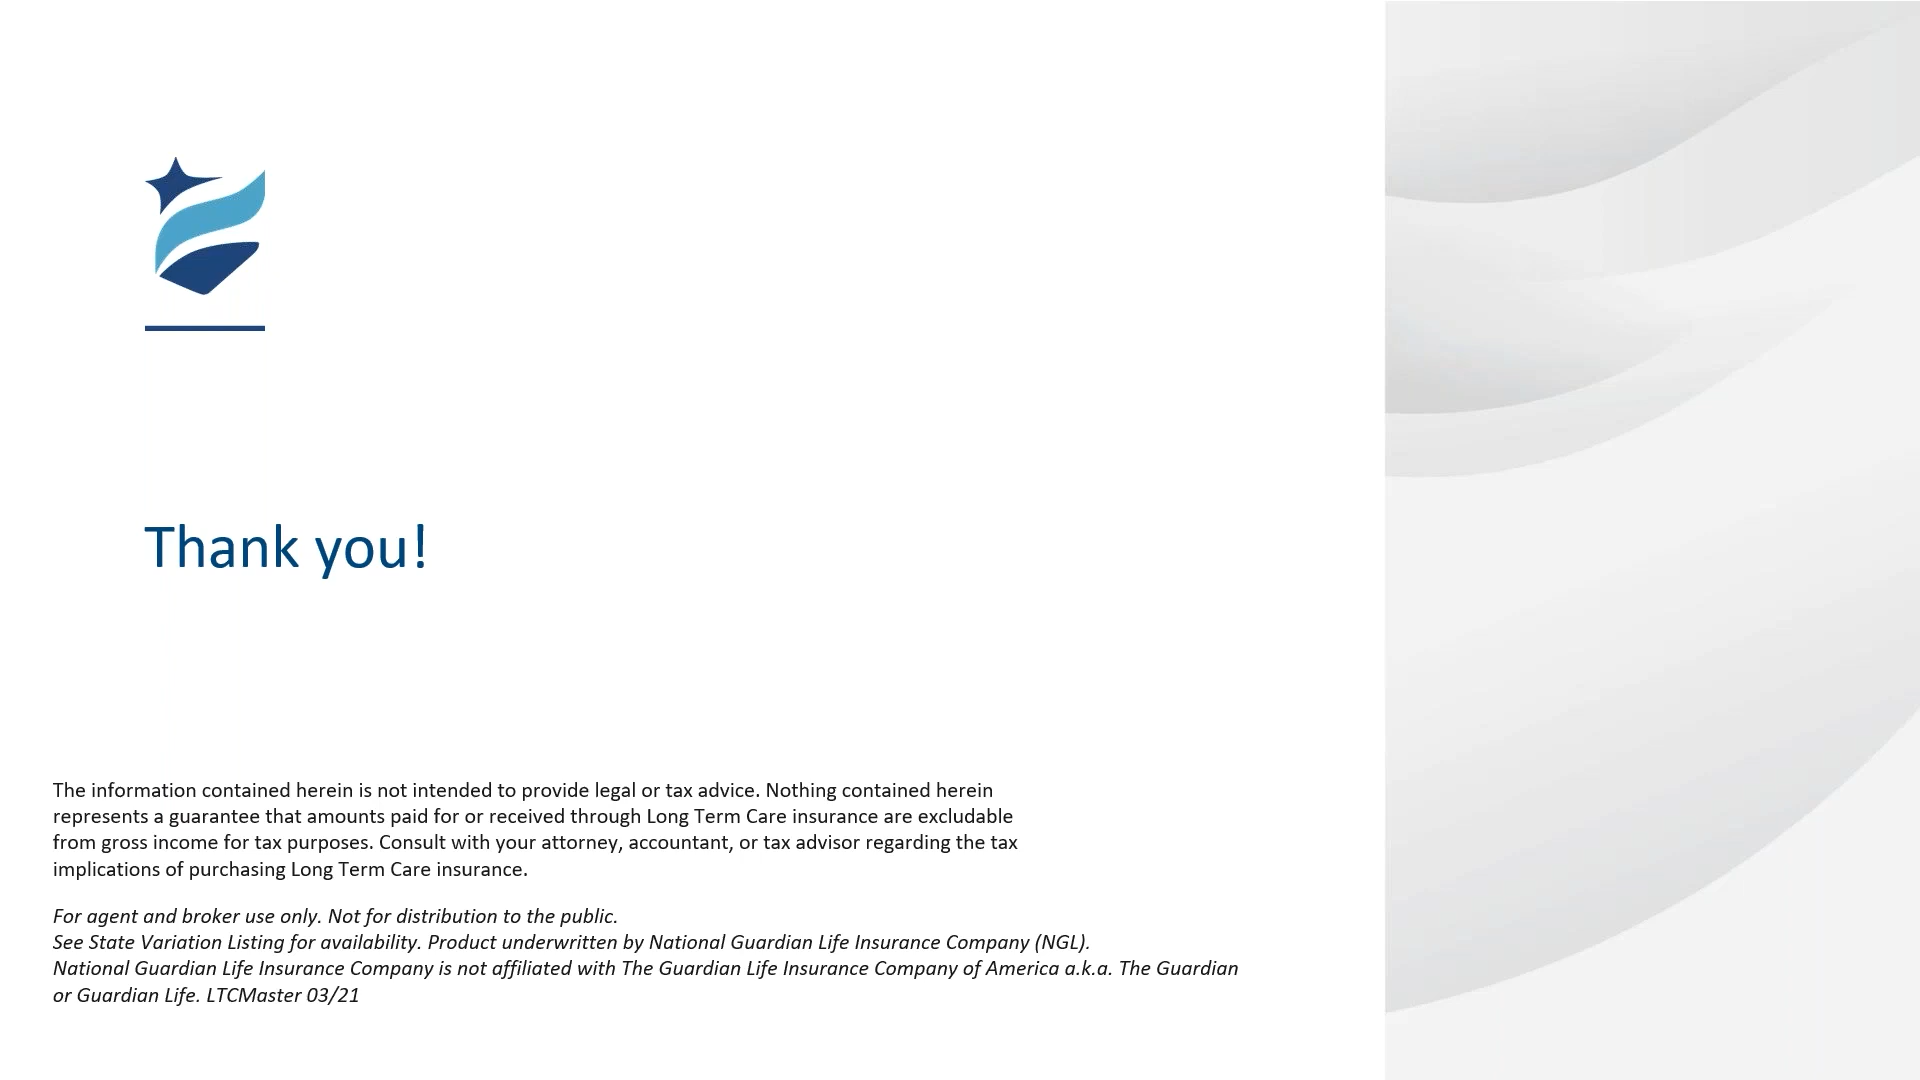 Thank you!
The information contained herein is not intended to provide legal or tax advice. Nothing contained herein
represents a guarantee that amounts paid for or received through Long Term Care insurance are excludable
from gross income for tax purposes. Consult with your attorney, accountant, or tax advisor regarding the tax
implications of purchasing Long Term Care insurance.
For agent and broker use only. Not for distribution to the public.
See State Variation Listing for availability. Product underwritten by National Guardian Life Insurance Company (NGL).
National Guardian Life Insurance Company is not affiliated with The Guardian Life Insurance Company of America a.k.a. The Guardian
or Guardian Life. LTCMaster 03/21